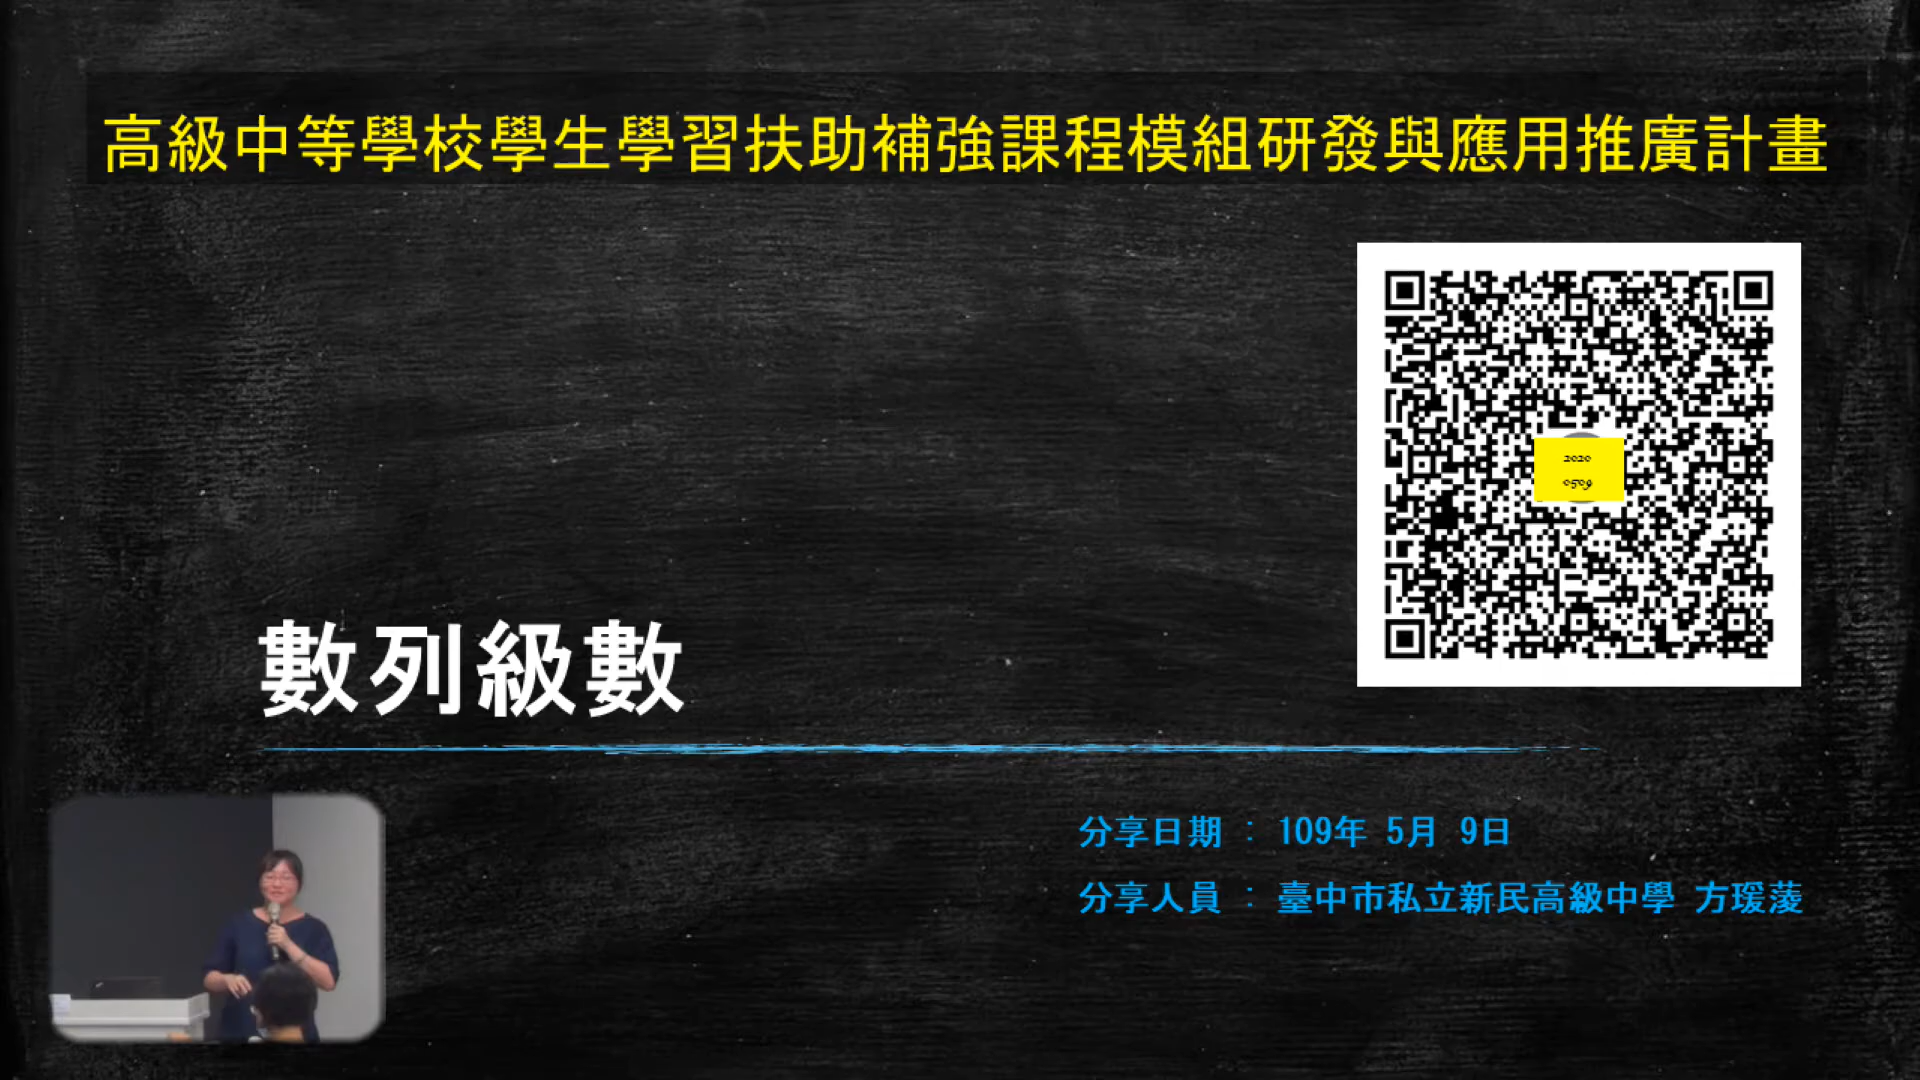 高級中等學校學生學習扶助補強課程模組研發與應用推廣計畫
2020
0509
數列級數
分享日期 : 109年 5月 9日
分享人員 : 臺中市私立新民高級中學 方瑗蔆